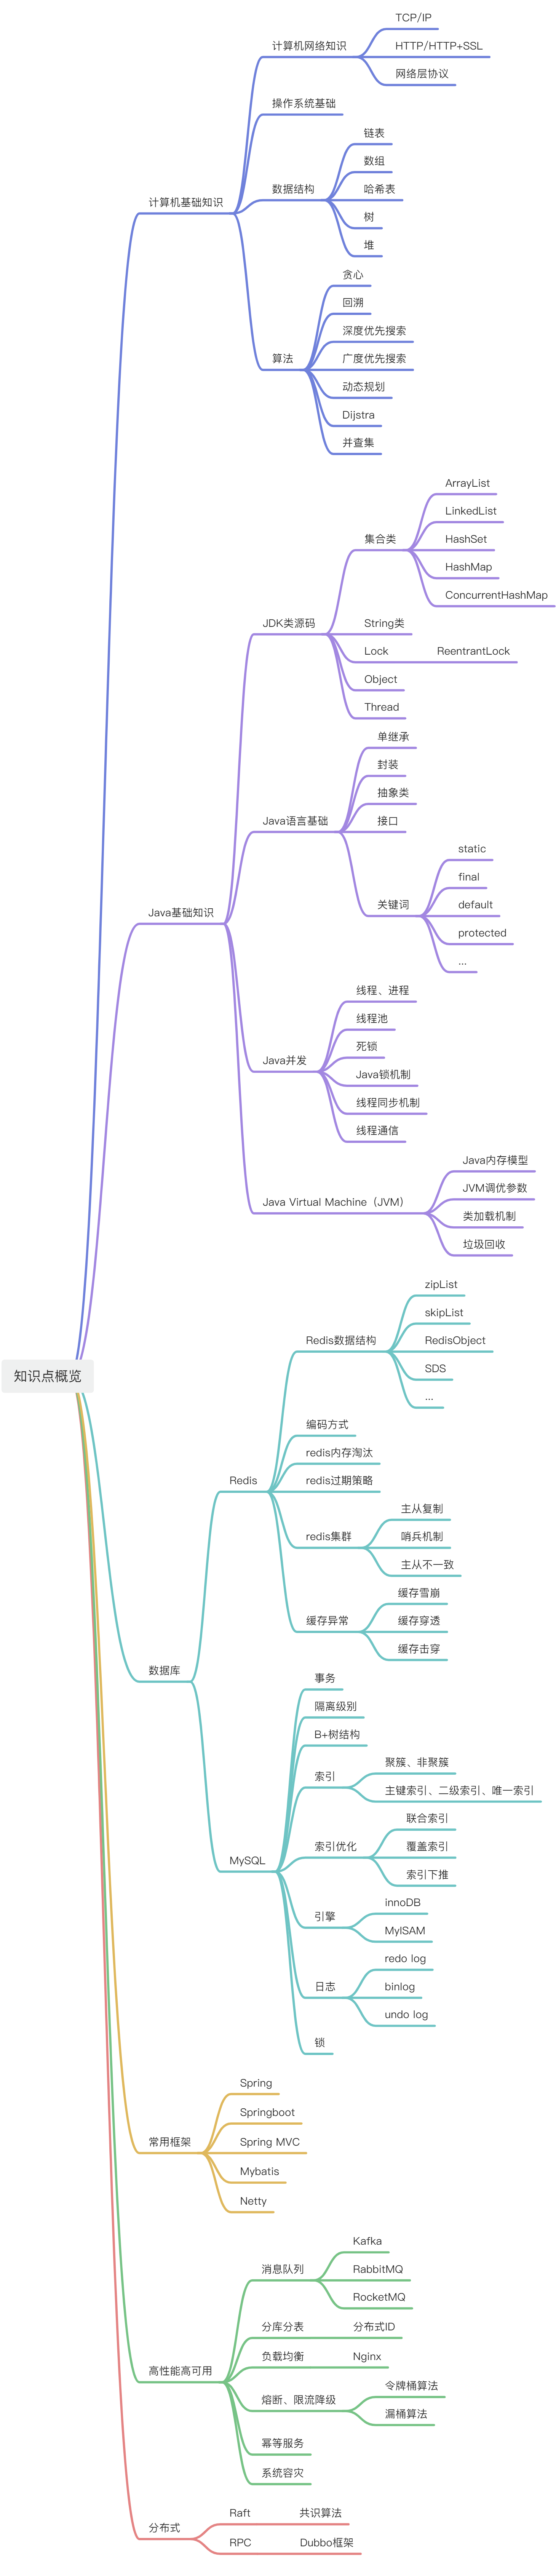 知识点概览
计算机基础知识
计算机网络知识
TCP/IP
HTTP/HTTP+SSL
网络层协议
操作系统基础
数据结构
链表
数组
哈希表
树
堆
算法
贪心
回溯
深度优先搜索
广度优先搜索
动态规划
Dijstra
并查集
Java基础知识
JDK类源码
集合类
ArrayList
LinkedList
HashSet
HashMap
ConcurrentHashMap
String类
Lock
ReentrantLock
Object
Thread
Java语言基础
单继承
封装
抽象类
接口
关键词
static
final
default
protected
...
Java并发
线程、进程
线程池
死锁
Java锁机制
线程同步机制
线程通信
Java Virtual Machine（JVM）
Java内存模型
JVM调优参数
类加载机制
垃圾回收
数据库
Redis
Redis数据结构
zipList
skipList
RedisObject
SDS
...
编码方式
redis内存淘汰
redis过期策略
redis集群
主从复制
哨兵机制
主从不一致
缓存异常
缓存雪崩
缓存穿透
缓存击穿
MySQL
事务
隔离级别
B+树结构
索引
聚簇、非聚簇
主键索引、二级索引、唯一索引
索引优化
联合索引
覆盖索引
索引下推
引擎
innoDB
MyISAM
日志
redo log
binlog
undo log
锁
常用框架
Spring
Springboot
Spring MVC
Mybatis
Netty
高性能高可用
消息队列
Kafka
RabbitMQ
RocketMQ
分库分表
分布式ID
负载均衡
Nginx
熔断、限流降级
令牌桶算法
漏桶算法
幂等服务
系统容灾
分布式
Raft
共识算法
RPC
Dubbo框架